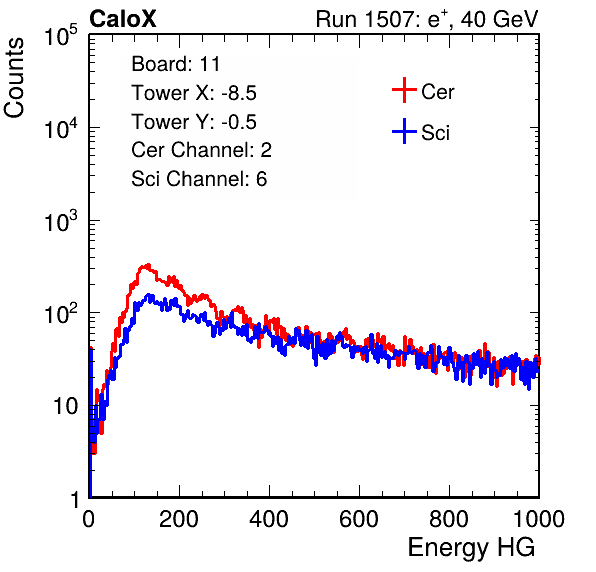 CaloX Run 1507: e⁺, 40 GeV
Counts
10⁵
10⁴
10³
10²
10
1
Board: 11
Tower X: -8.5
Tower Y: -0.5
Cer Channel: 2
Sci Channel: 6
Cer
Sci
0 200 400 600 800 1000
Energy HG